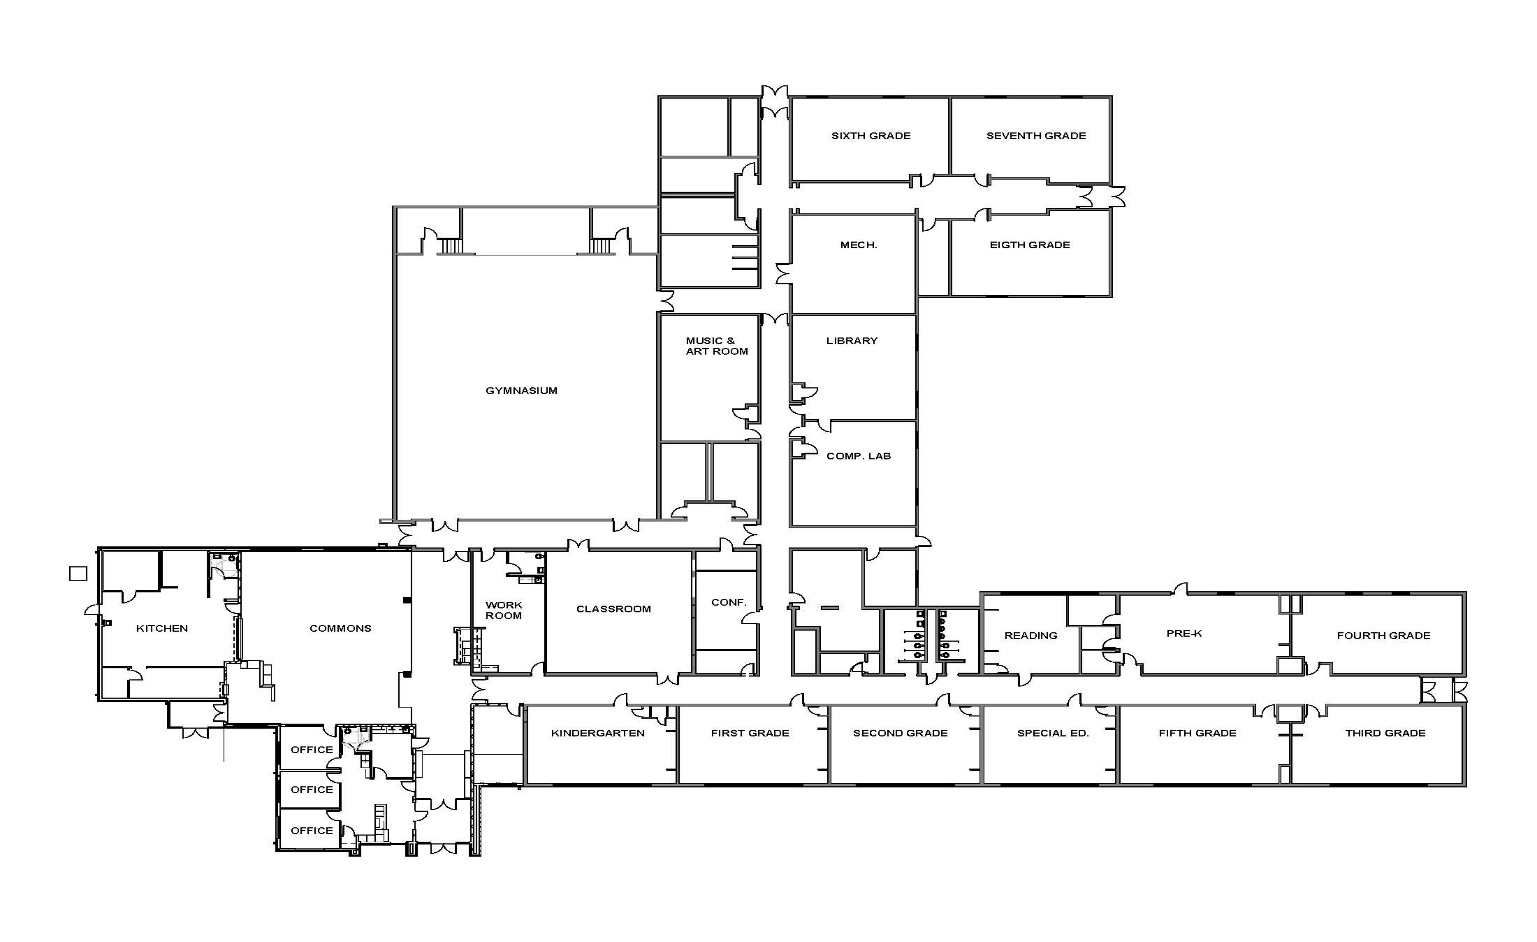 SIXTH GRADE
SEVENTH GRADE
MECH.
EIGTH GRADE
MUSIC &
ART ROOM
LIBRARY
GYMNASIUM
COMP. LAB
KITCHEN
COMMONS
WORK
ROOM
CLASSROOM
CONF.
READING
PRE-K
FOURTH GRADE
OFFICE
KINDERGARTEN
FIRST GRADE
SECOND GRADE
SPECIAL ED.
FIFTH GRADE
THIRD GRADE
OFFICE
OFFICE